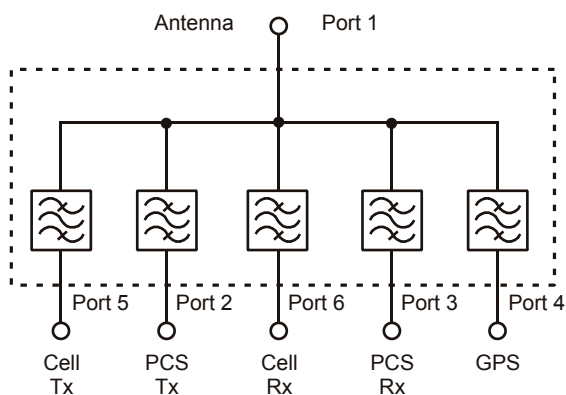 Antenna Port 1
Port 5 Port 2 Port 6 Port 3 Port 4
Cell PCS Cell PCS GPS
Tx Tx Rx Rx